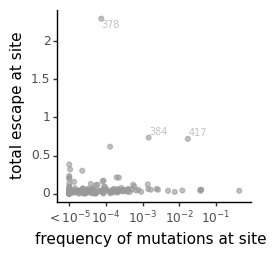 total escape at site
2
1.5
1
0.5
0
378
384
417
<10⁻⁵ 10⁻⁴ 10⁻³ 10⁻² 10⁻¹
frequency of mutations at site